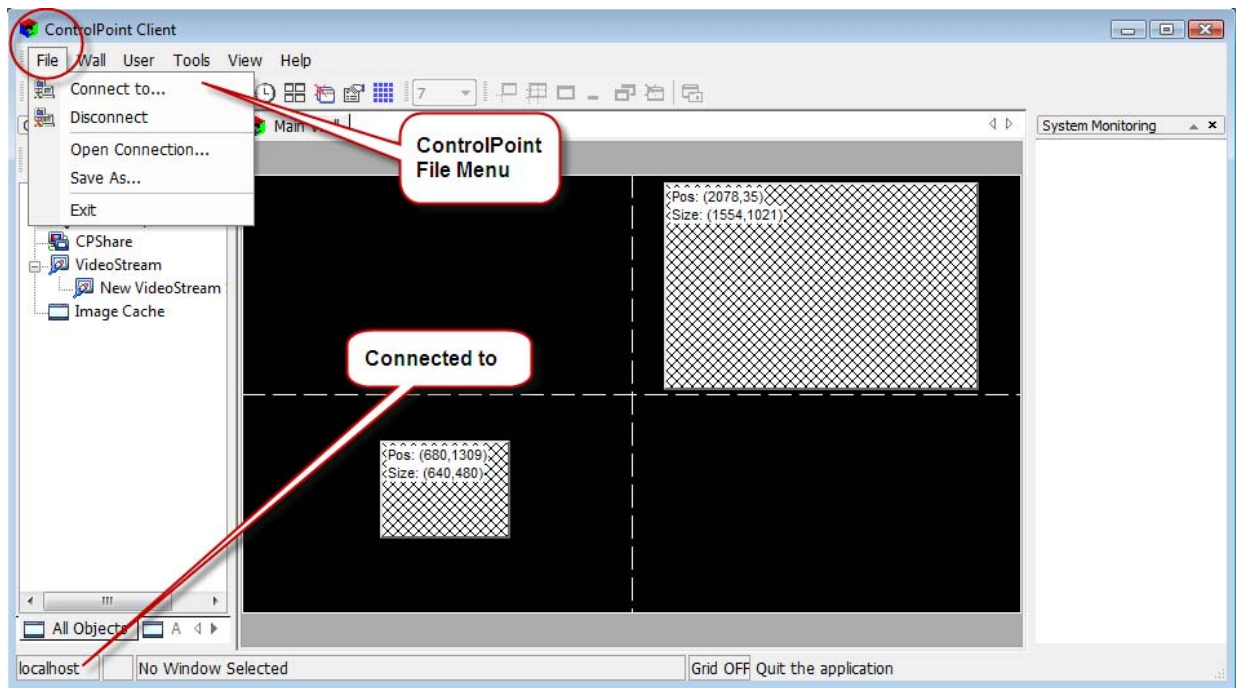 ControlPoint Client
File Wall User Tools View Help
Connect to...
Disconnect
Open Connection...
Save As...
Exit
7
Main
ControlPoint
File Menu
System Monitoring
Pos: (2078,35)
Size: (1554,1021)
CPShare
VideoStream
New VideoStream
Image Cache
Connected to
Pos: (680,1309)
Size: (640,480)
All Objects A
localhost No Window Selected Grid OFF Quit the application